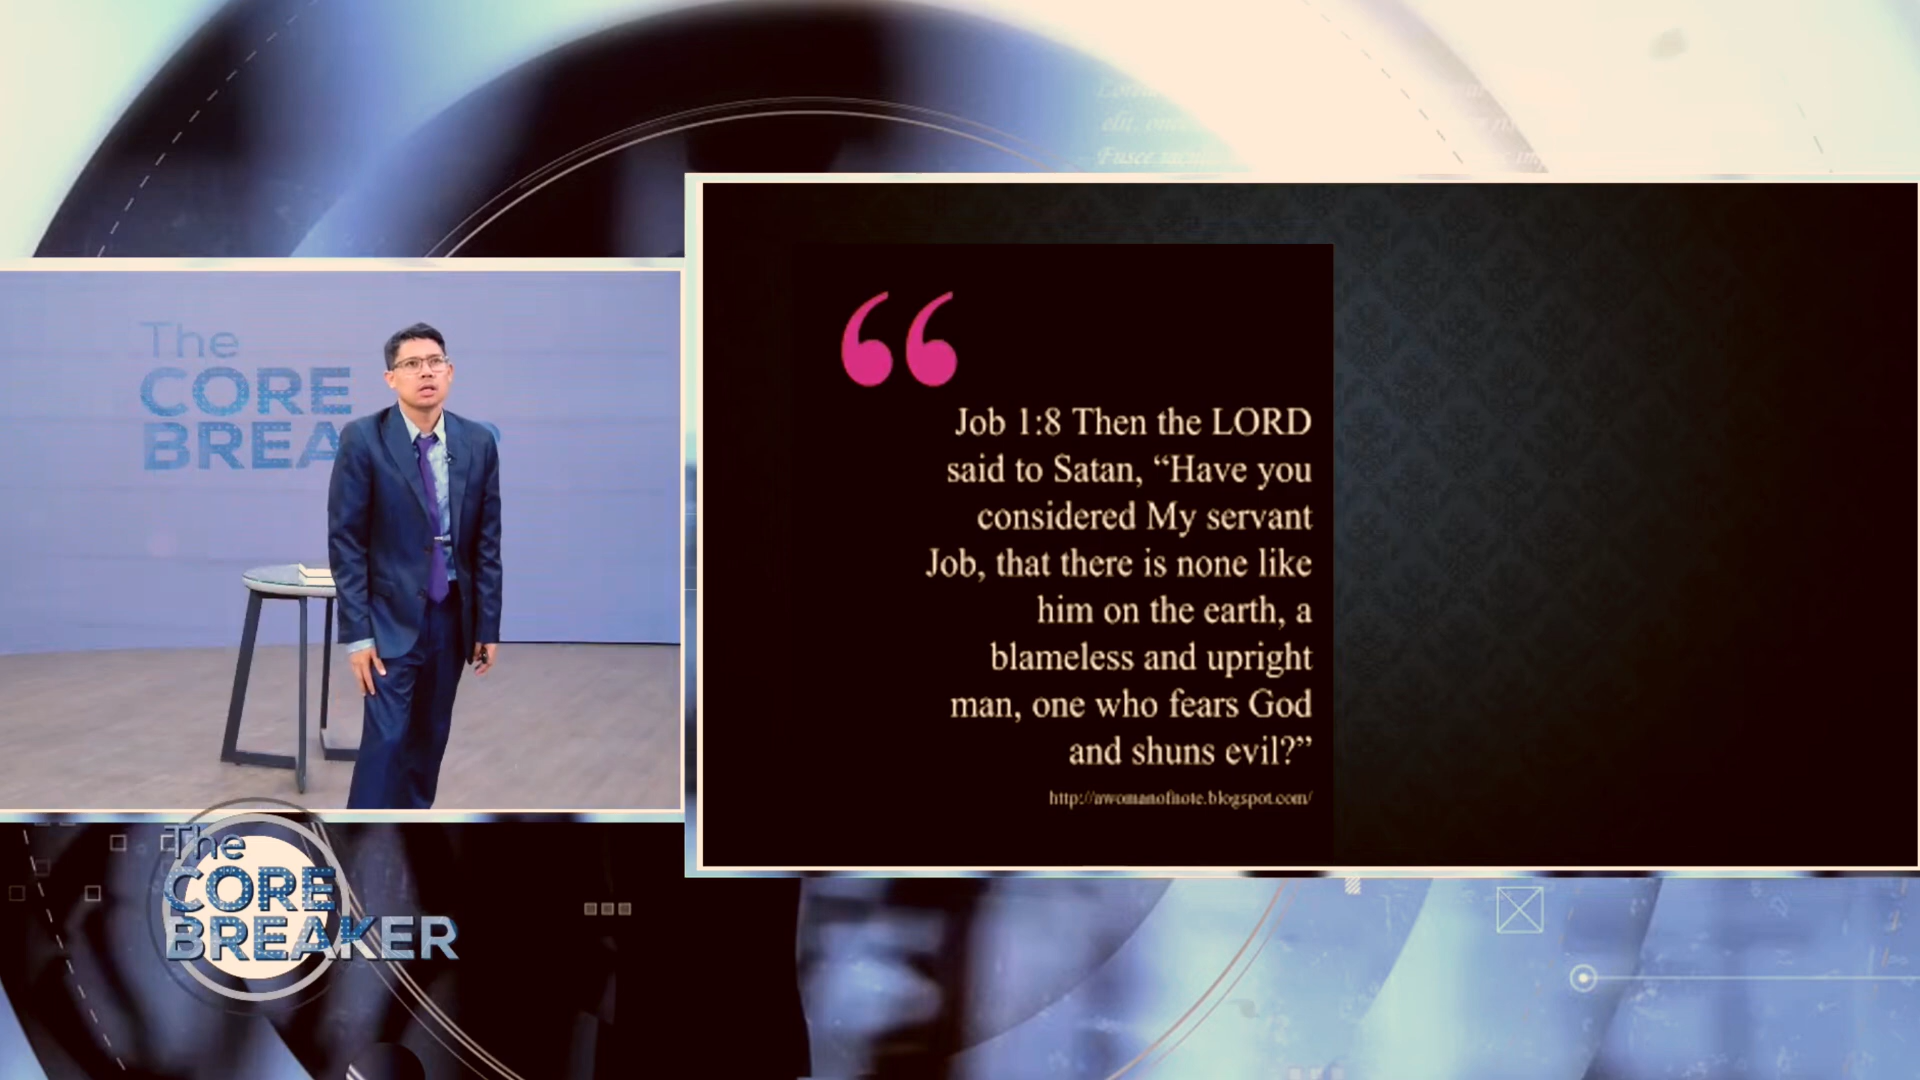 The
CORE
BREA
Job 1:8 Then the LORD
said to Satan, “Have you
considered My servant
Job, that there is none like
him on the earth, a
blameless and upright
man, one who fears God
and shuns evil?”
http://awomanofnote.blogspot.com/
The
CORE
BREAKER